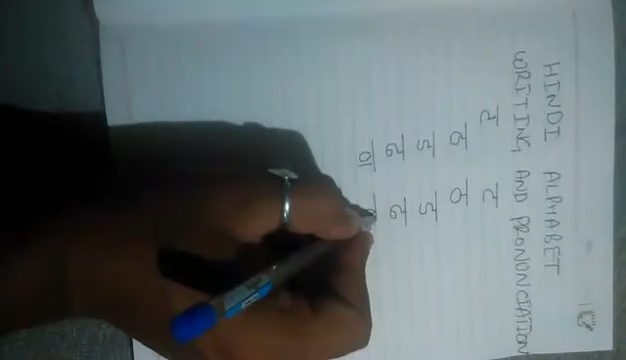 HINDI ALPHABET
WRITING AND PRONUNCIATION
ट ट
ठ ठ
ड ड
ढ ढ
ण